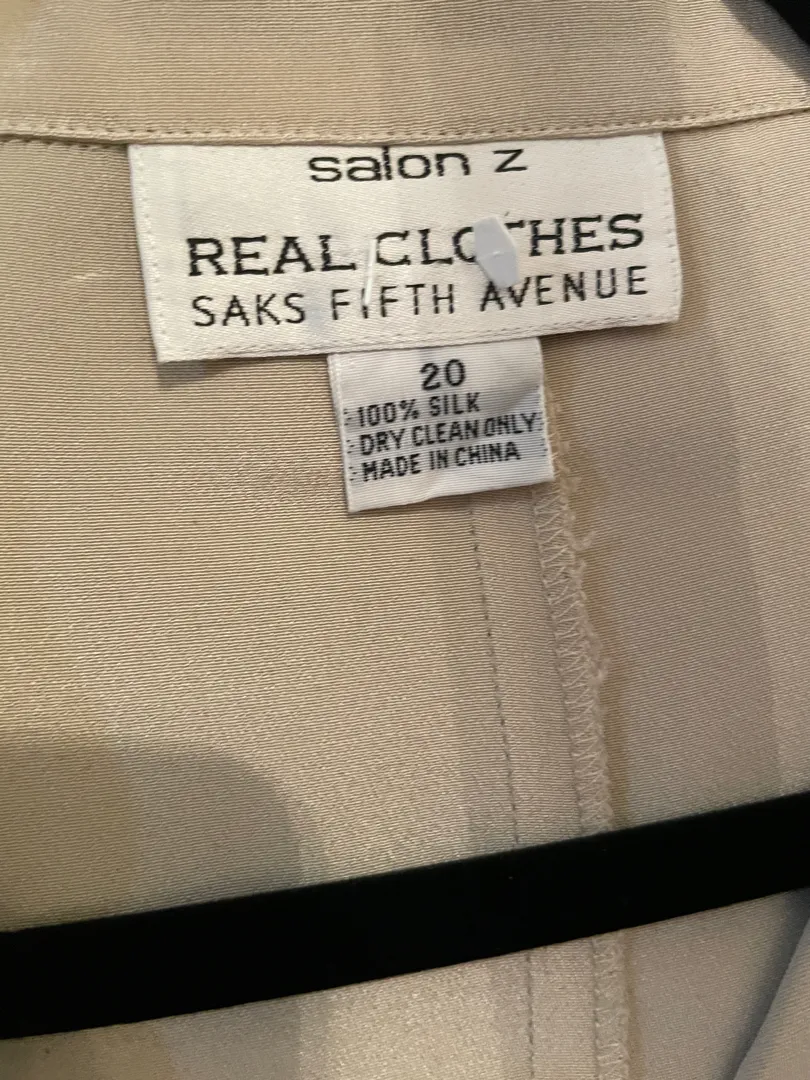 salon z
REAL CLOTHES
SAKS FIFTH AVENUE
20
100% SILK
DRY CLEAN ONLY
MADE IN CHINA